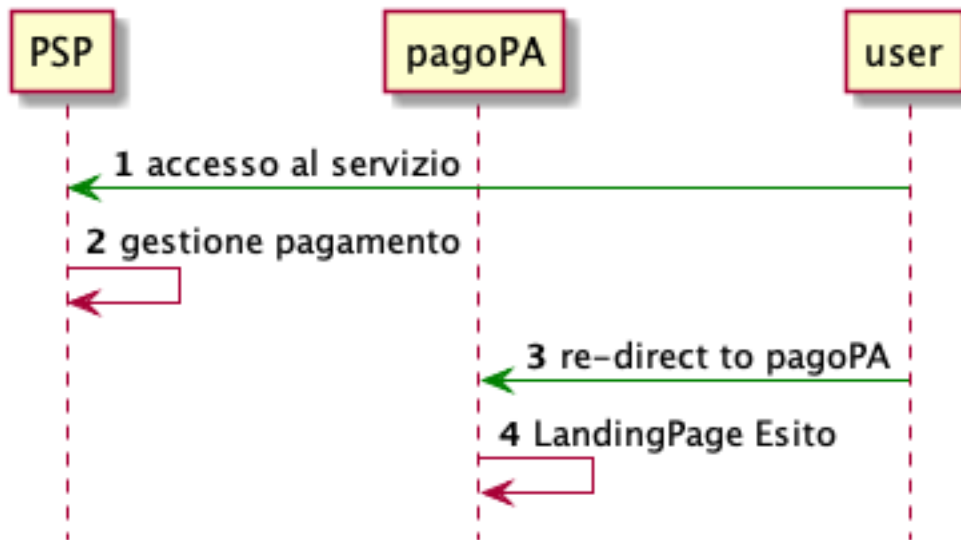 PSP
pagoPA
user
1 accesso al servizio
2 gestione pagamento
3 re-direct to pagoPA
4 LandingPage Esito